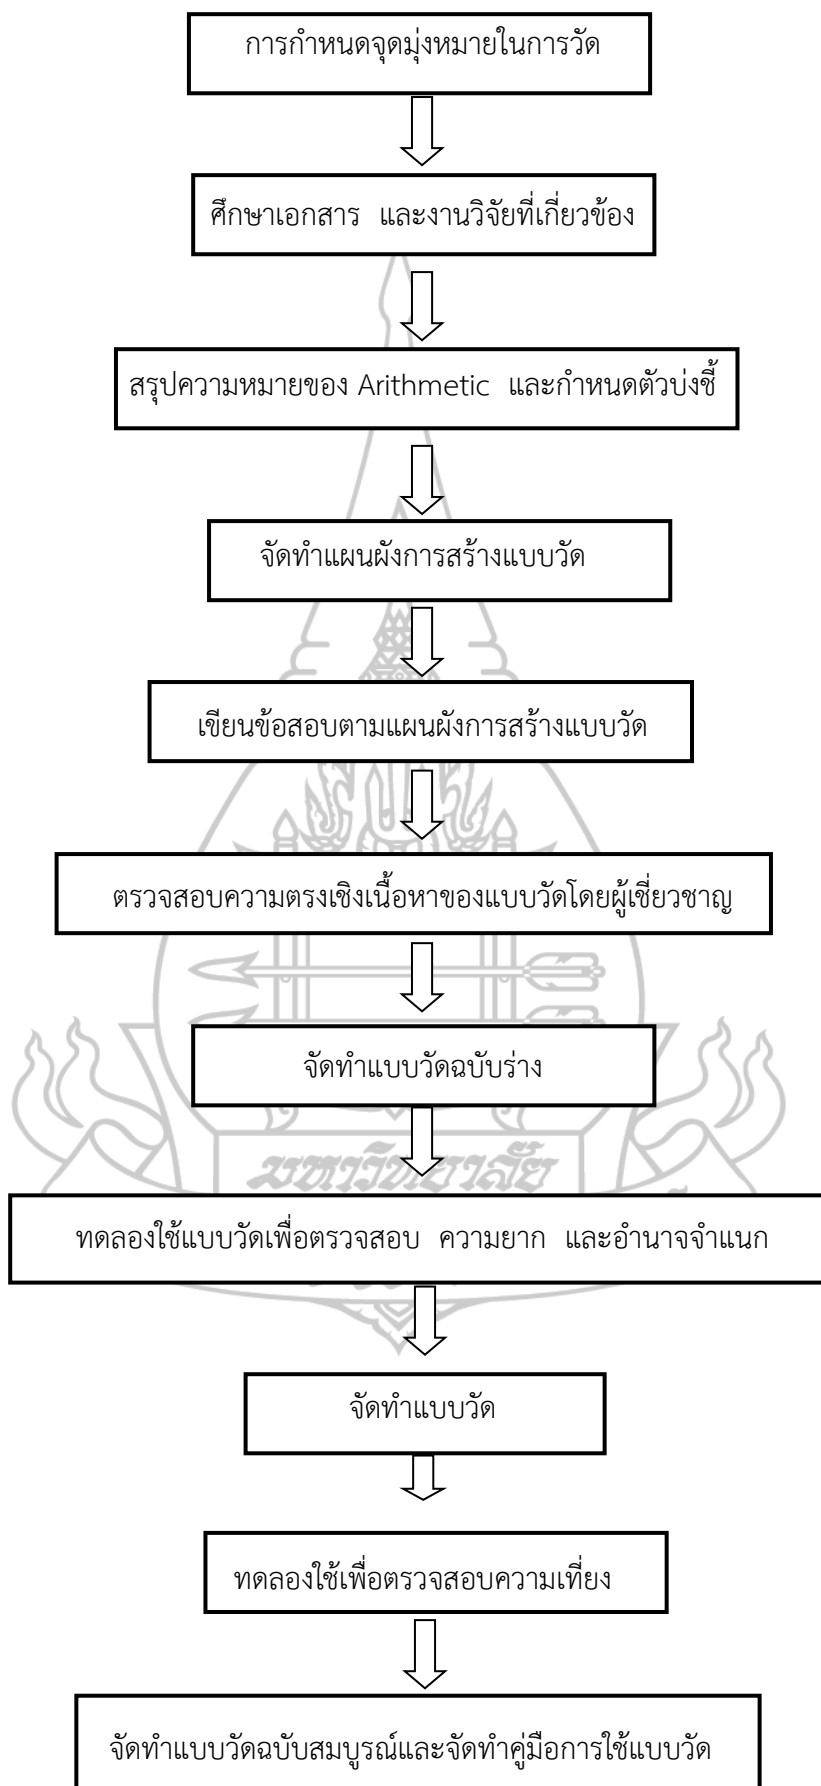 การกำหนดจุดมุ่งหมายในการวัด
ศึกษาเอกสาร และงานวิจัยที่เกี่ยวข้อง
สรุปความหมายของ Arithmetic และกำหนดตัวบ่งชี้
จัดทำแผนผังการสร้างแบบวัด
เขียนข้อสอบตามแผนผังการสร้างแบบวัด
ตรวจสอบความตรงเชิงเนื้อหาของแบบวัดโดยผู้เชี่ยวชาญ
จัดทำแบบวัดฉบับร่าง
มหาวิทยาลัย
ทดลองใช้แบบวัดเพื่อตรวจสอบ ความยาก และอำนาจจำแนก
จัดทำแบบวัด
ทดลองใช้เพื่อตรวจสอบความเที่ยง
จัดทำแบบวัดฉบับสมบูรณ์และจัดทำคู่มือการใช้แบบวัด